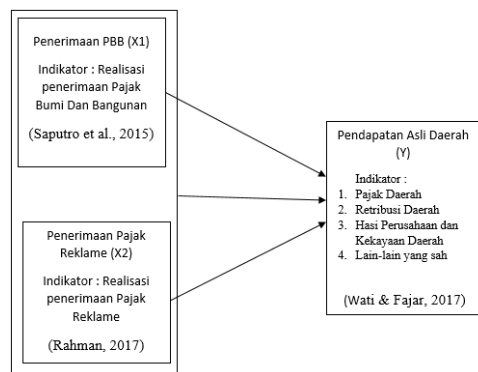 Penerimaan PBB (X1)
Indikator : Realisasi
penerimaan Pajak
Bumi Dan Bangunan
(Saputro et al., 2015)
Penerimaan Pajak
Reklame (X2)
Indikator : Realisasi
penerimaan Pajak
Reklame
(Rahman, 2017)
Pendapatan Asli Daerah
(Y)
Indikator :
1. Pajak Daerah
2. Retribusi Daerah
3. Hasi Perusahaan dan
Kekayaan Daerah
4. Lain-lain yang sah
(Wati & Fajar, 2017)